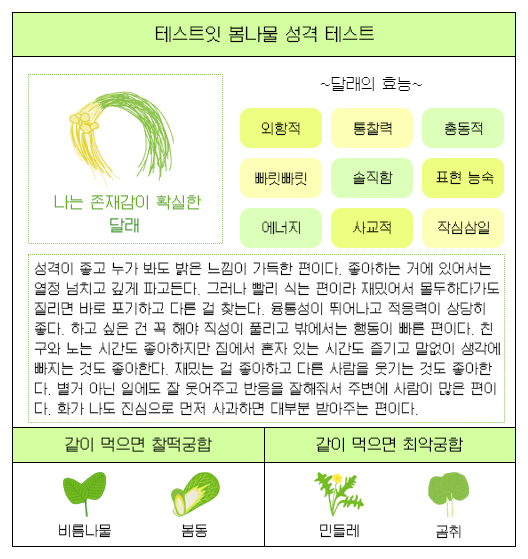 테스트잇 봄나물 성격 테스트
나는 존재감이 확실한
달래
~달래의 효능~
외향적 통찰력 충동적
빠릿빠릿 솔직함 표현 능숙
에너지 사교적 작심삼일
성격이 좋고 누가 봐도 밝은 느낌이 가득한 편이다. 좋아하는 거에 있어서는
열정 넘치고 깊게 파고든다. 그러나 빨리 식는 편이라 재밌어서 몰두하다가도
질리면 바로 포기하고 다른 걸 찾는다. 융통성이 뛰어나고 적응력이 상당히
좋다. 하고 싶은 건 꼭 해야 직성이 풀리고 밖에서는 행동이 빠른 편이다. 친
구와 노는 시간도 좋아하지만 집에서 혼자 있는 시간도 즐기고 말없이 생각에
빠지는 것도 좋아한다. 재밌는 걸 좋아하고 다른 사람을 웃기는 것도 좋아한
다. 별거 아닌 일에도 잘 웃어주고 반응을 잘해줘서 주변에 사람이 많은 편이
다. 화가 나도 진심으로 먼저 사과하면 대부분 받아주는 편이다.
같이 먹으면 찰떡궁합 같이 먹으면 최악궁합
비름나물 봄동 민들레 곰취